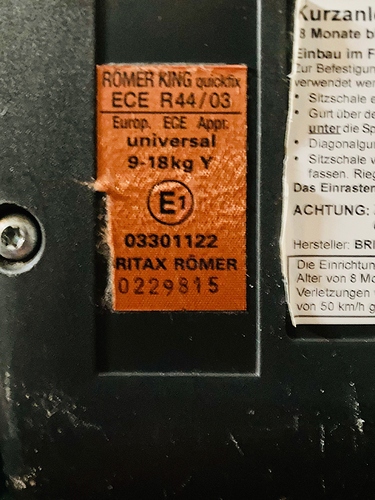 RÖMER KING quickfix
ECE R44/03
Europ. ECE Appr.
universal
9-18kg Y
E1
03301122
RITAX RÖMER
0229815
Kurzanl
8 Monate b
Einbau im F
Zur Befestigun
verwendet wer
• Sitzschale e
• Gurt über de
unter die Sp
• Diagonalgu
• Sitzschale v
fassen. Rieg
Das Einrasten
ACHTUNG:
Hersteller: BRI
Die Einrichtun
Alter von 8 Mo
Verletzungen
von 50 km/h g